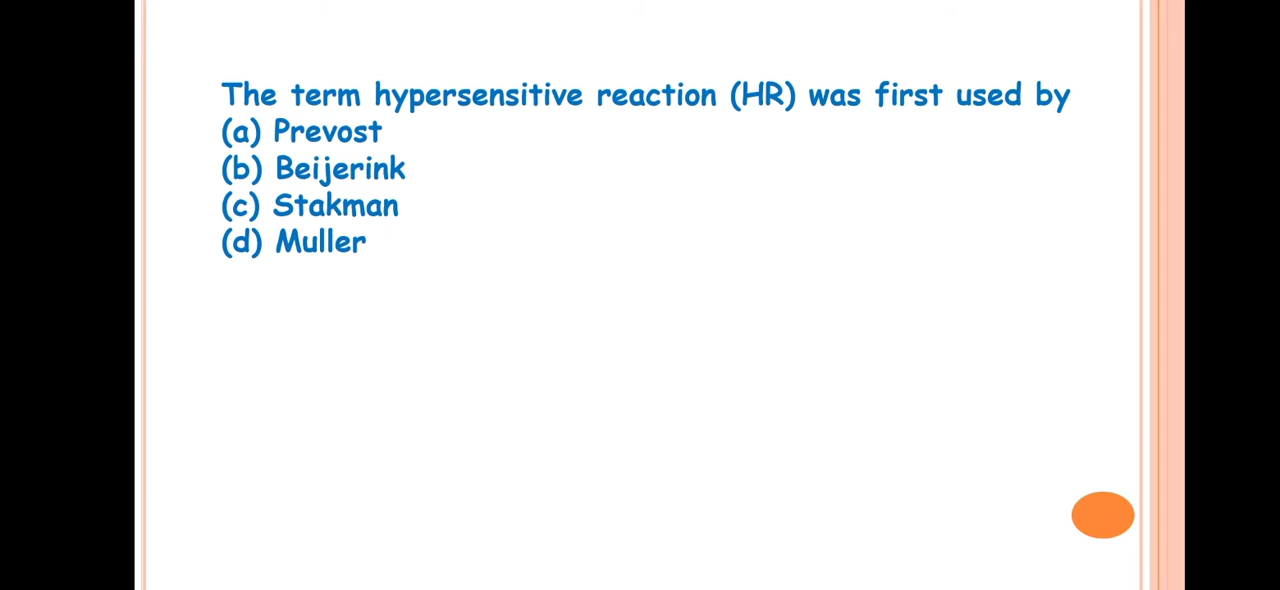 The term hypersensitive reaction (HR) was first used by
(a) Prevost
(b) Beijerink
(c) Stakman
(d) Muller